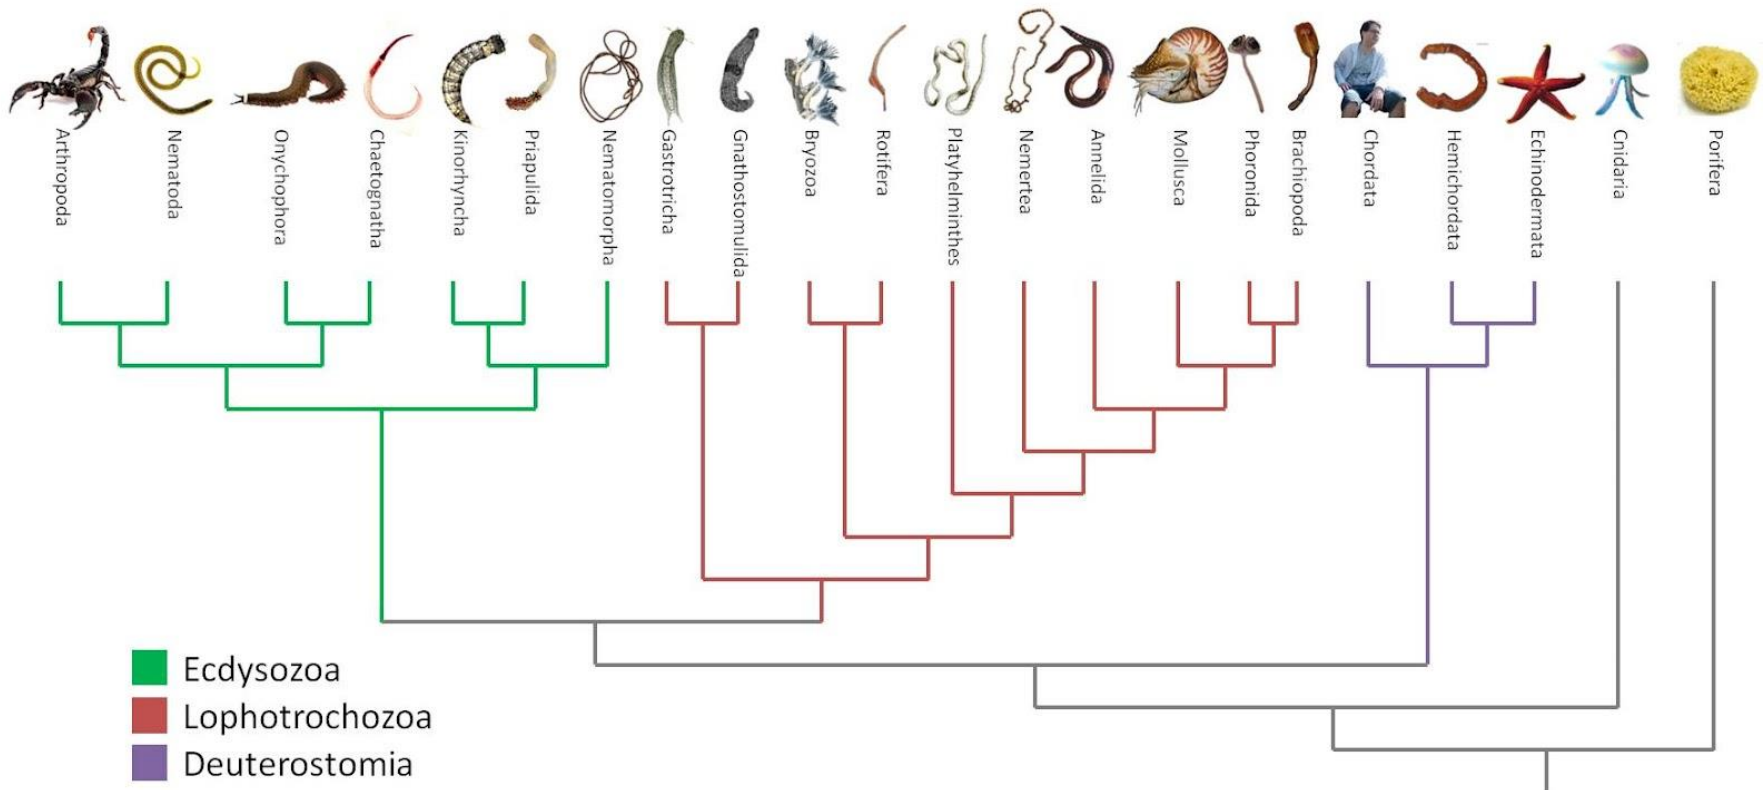 Arthropoda
Nematoda
Onychophora
Chaetognatha
Kinorhyncha
Priapulida
Nematomorpha
Gastrotricha
Gnathostomulida
Bryozoa
Rotifera
Platyhelminthes
Nemertea
Annelida
Mollusca
Phoronida
Brachiopoda
Chordata
Hemichordata
Echinodermata
Cnidaria
Porifera
Ecdysozoa
Lophotrochozoa
Deuterostomia